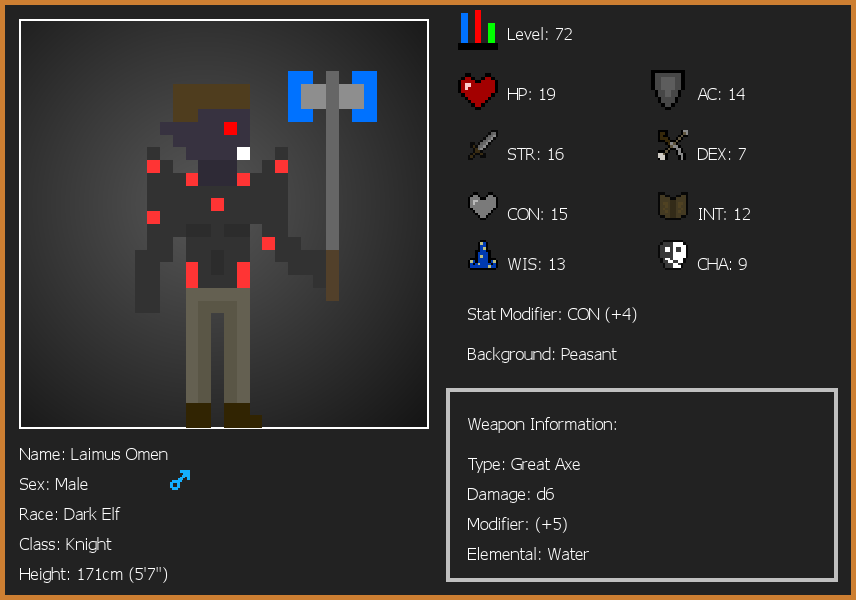 Level: 72
HP: 19
AC: 14
STR: 16
DEX: 7
CON: 15
INT: 12
WIS: 13
CHA: 9
Stat Modifier: CON (+4)
Background: Peasant
Weapon Information:
Type: Great Axe
Damage: d6
Modifier: (+5)
Elemental: Water
Name: Laimus Omen
Sex: Male
Race: Dark Elf
Class: Knight
Height: 171cm (5'7")